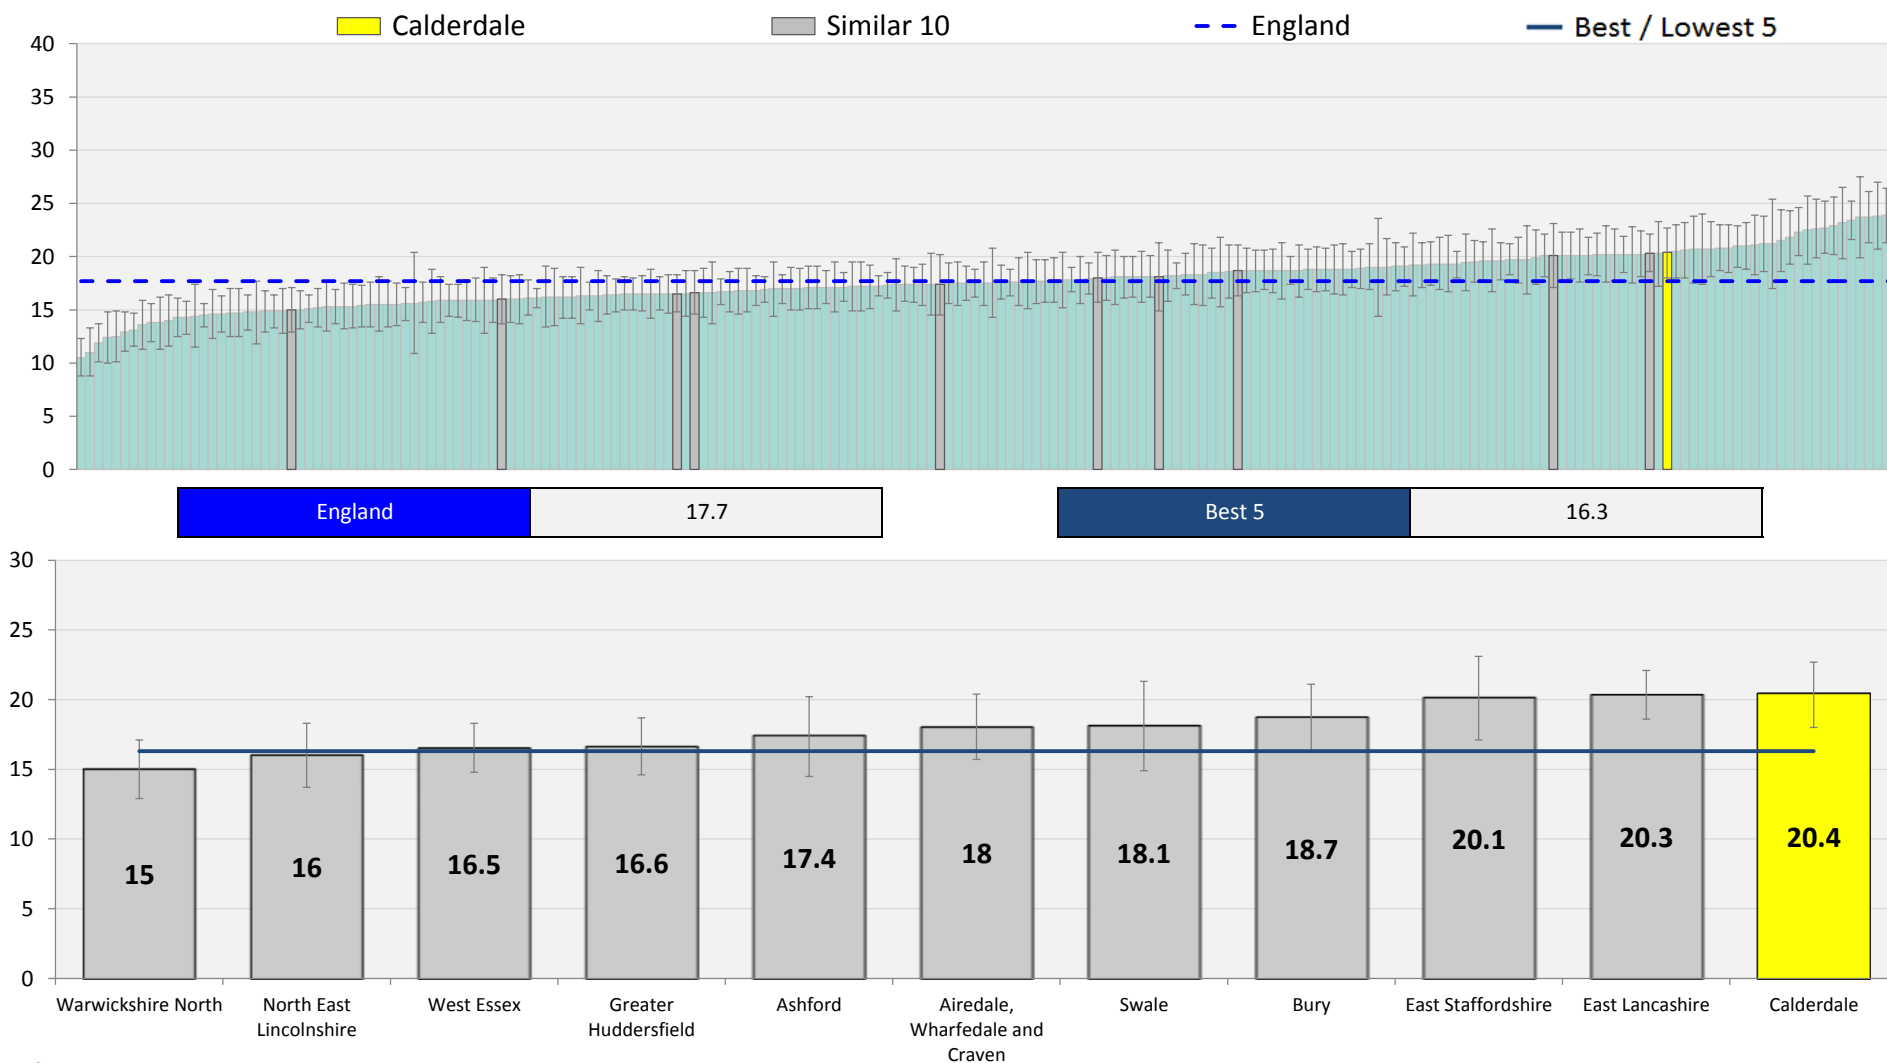 Calderdale
Similar 10
England
Best / Lowest 5
40
35
30
25
20
15
10
5
0
England 17.7
Best 5 16.3
30
25
20
15
10
5
0
15 16 16.5 16.6 17.4 18 18.1 18.7 20.1 20.3 20.4
Warwickshire North
North East
Lincolnshire
West Essex
Greater
Huddersfield
Ashford
Airedale,
Wharfedale and
Craven
Swale
Bury
East Staffordshire
East Lancashire
Calderdale